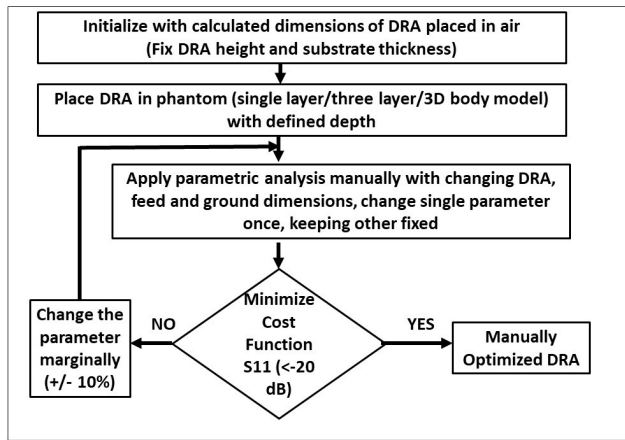 Initialize with calculated dimensions of DRA placed in air
(Fix DRA height and substrate thickness)
Place DRA in phantom (single layer/three layer/3D body model)
with defined depth
Apply parametric analysis manually with changing DRA,
feed and ground dimensions, change single parameter
once, keeping other fixed
Minimize
Cost
Function
S11 (<-20
dB)
NO
Change the
parameter
marginally
(+/- 10%)
YES
Manually
Optimized DRA